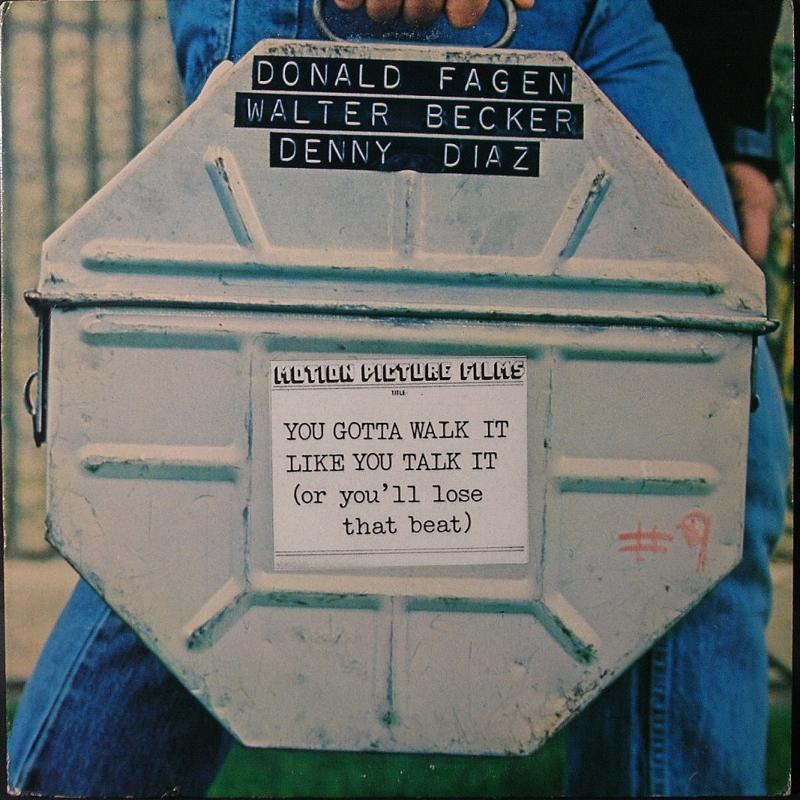 DONALD FAGEN
WALTER BECKER
DENNY DIAZ
MOTION PICTURE FILMS
TITLE:
YOU GOTTA WALK IT
LIKE YOU TALK IT
(or you'll lose
that beat)
#9